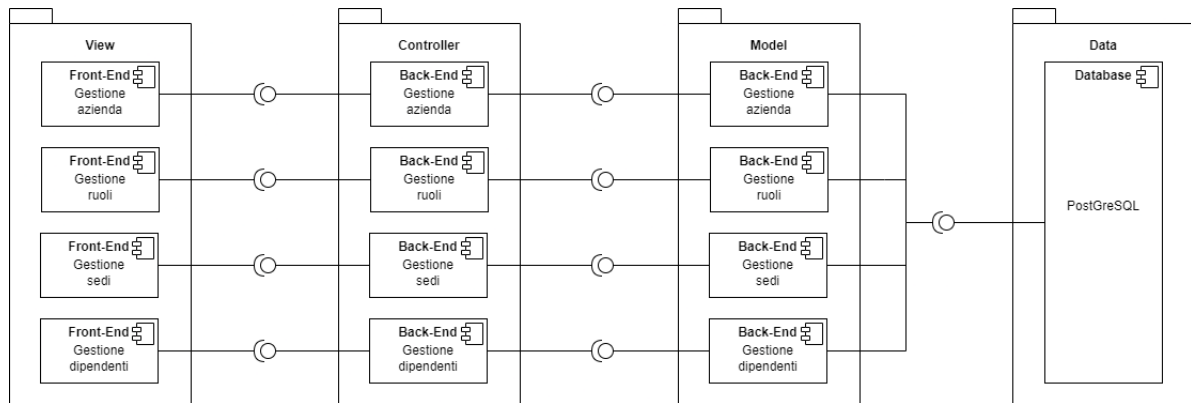 View
Front-End
Gestione
azienda
Front-End
Gestione
ruoli
Front-End
Gestione
sedi
Front-End
Gestione
dipendenti
Controller
Back-End
Gestione
azienda
Back-End
Gestione
ruoli
Back-End
Gestione
sedi
Back-End
Gestione
dipendenti
Model
Back-End
Gestione
azienda
Back-End
Gestione
ruoli
Back-End
Gestione
sedi
Back-End
Gestione
dipendenti
Data
Database
PostGreSQL